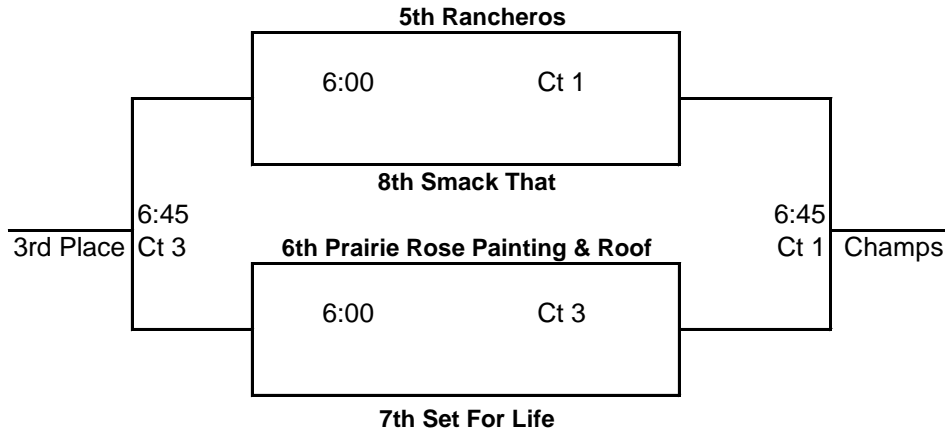 5th Rancheros
6:00 Ct 1
8th Smack That
6:45 6:45
3rd Place Ct 3 6th Prairie Rose Painting & Roof Ct 1 Champs
6:00 Ct 3
7th Set For Life